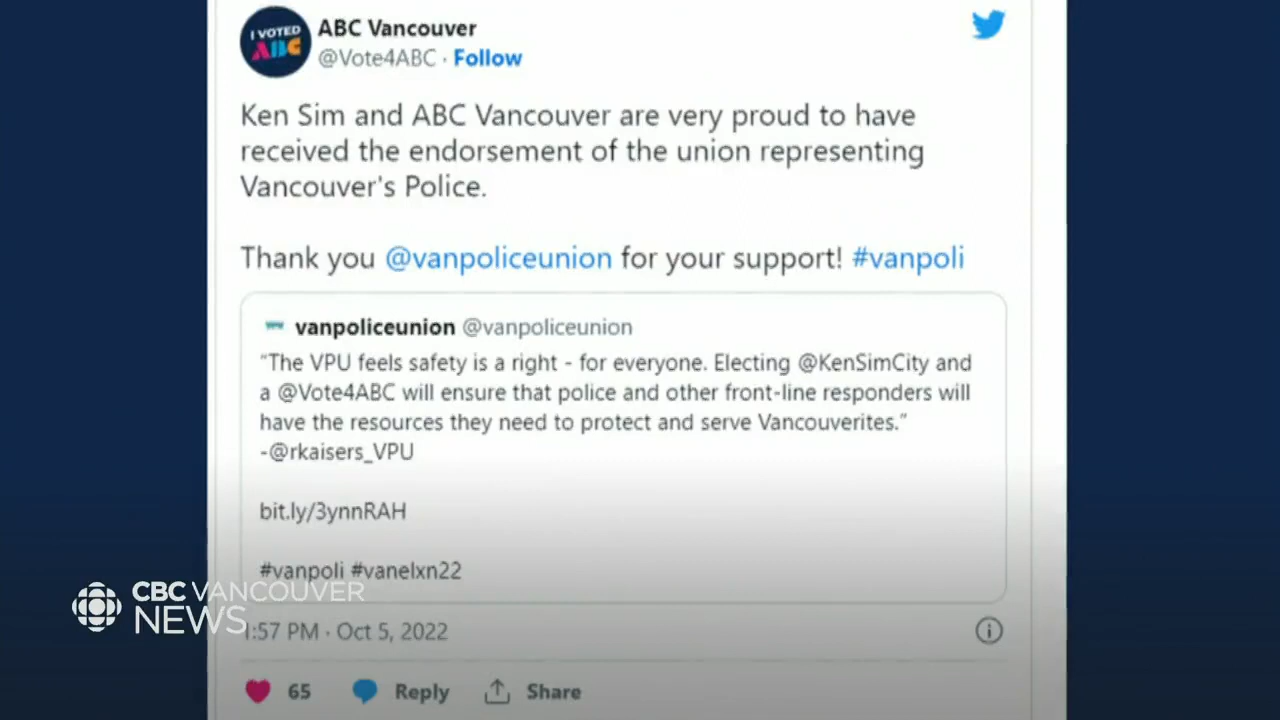 I VOTED
ABC
ABC Vancouver
@Vote4ABC · Follow
Ken Sim and ABC Vancouver are very proud to have
received the endorsement of the union representing
Vancouver's Police.
Thank you @vanpoliceunion for your support! #vanpoli
vanpoliceunion @vanpoliceunion
“The VPU feels safety is a right - for everyone. Electing @KenSimCity and
a @Vote4ABC will ensure that police and other front-line responders will
have the resources they need to protect and serve Vancouverites.”
-@rkaisers_VPU
bit.ly/3ynnRAH
#vanpoli #vanelxn22
CBC VANCOUVER
NEWS
1:57 PM · Oct 5, 2022
65 Reply Share